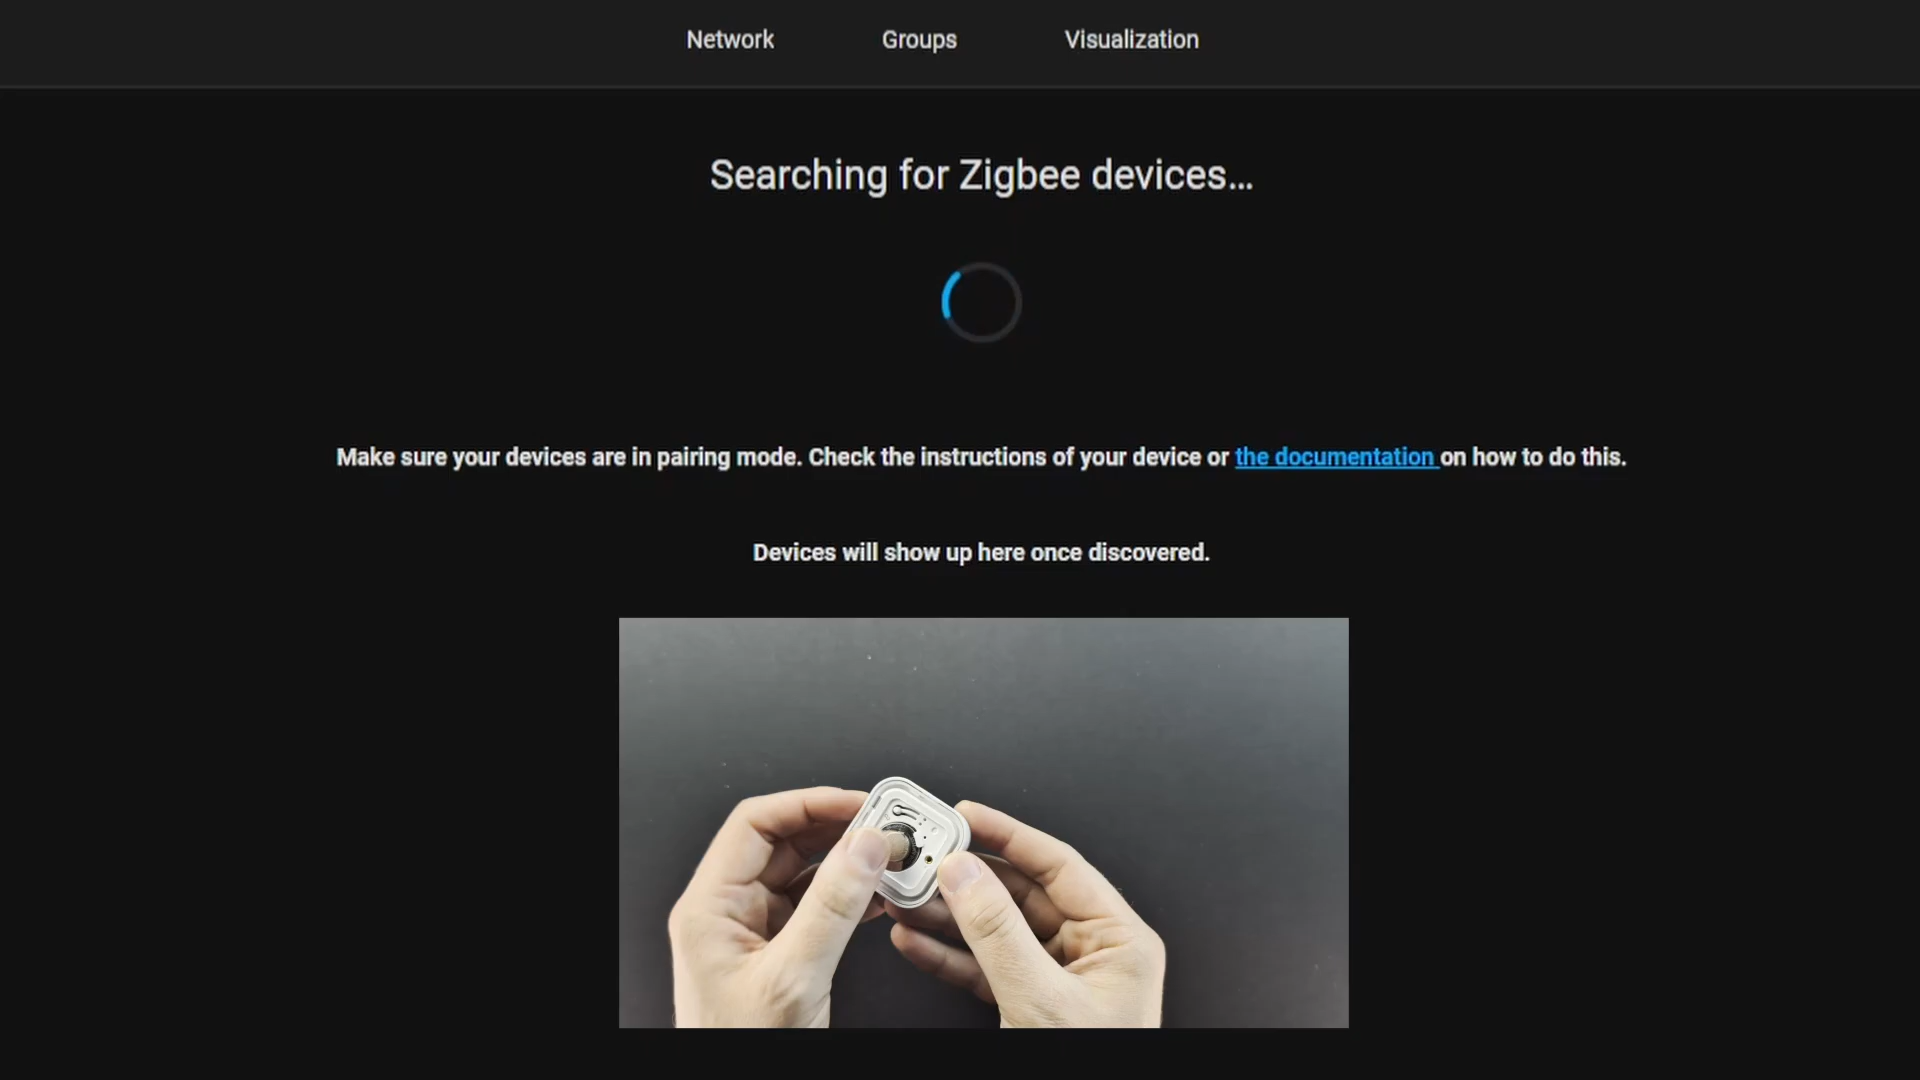 Network Groups Visualization
Searching for Zigbee devices...
Make sure your devices are in pairing mode. Check the instructions of your device or the documentation on how to do this.
Devices will show up here once discovered.